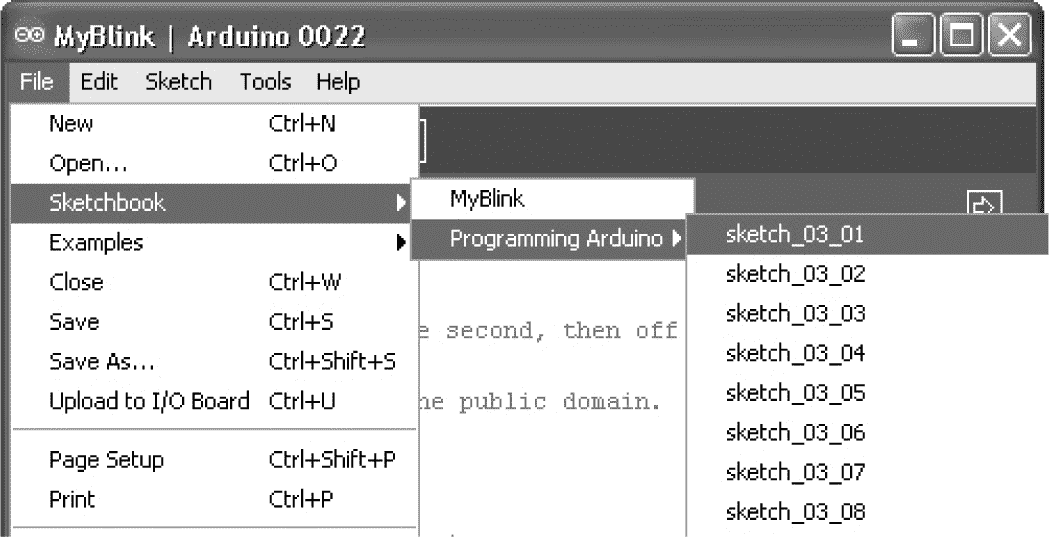 MyBlink | Arduino 0022
File Edit Sketch Tools Help
New Ctrl+N
Open... Ctrl+O
Sketchbook
Examples
Close Ctrl+W
Save Ctrl+S
Save As... Ctrl+Shift+S
Upload to I/O Board Ctrl+U
Page Setup Ctrl+Shift+P
Print Ctrl+P
MyBlink
Programming Arduino
sketch_03_01
sketch_03_02
sketch_03_03
sketch_03_04
sketch_03_05
sketch_03_06
sketch_03_07
sketch_03_08
second, then off
public domain.